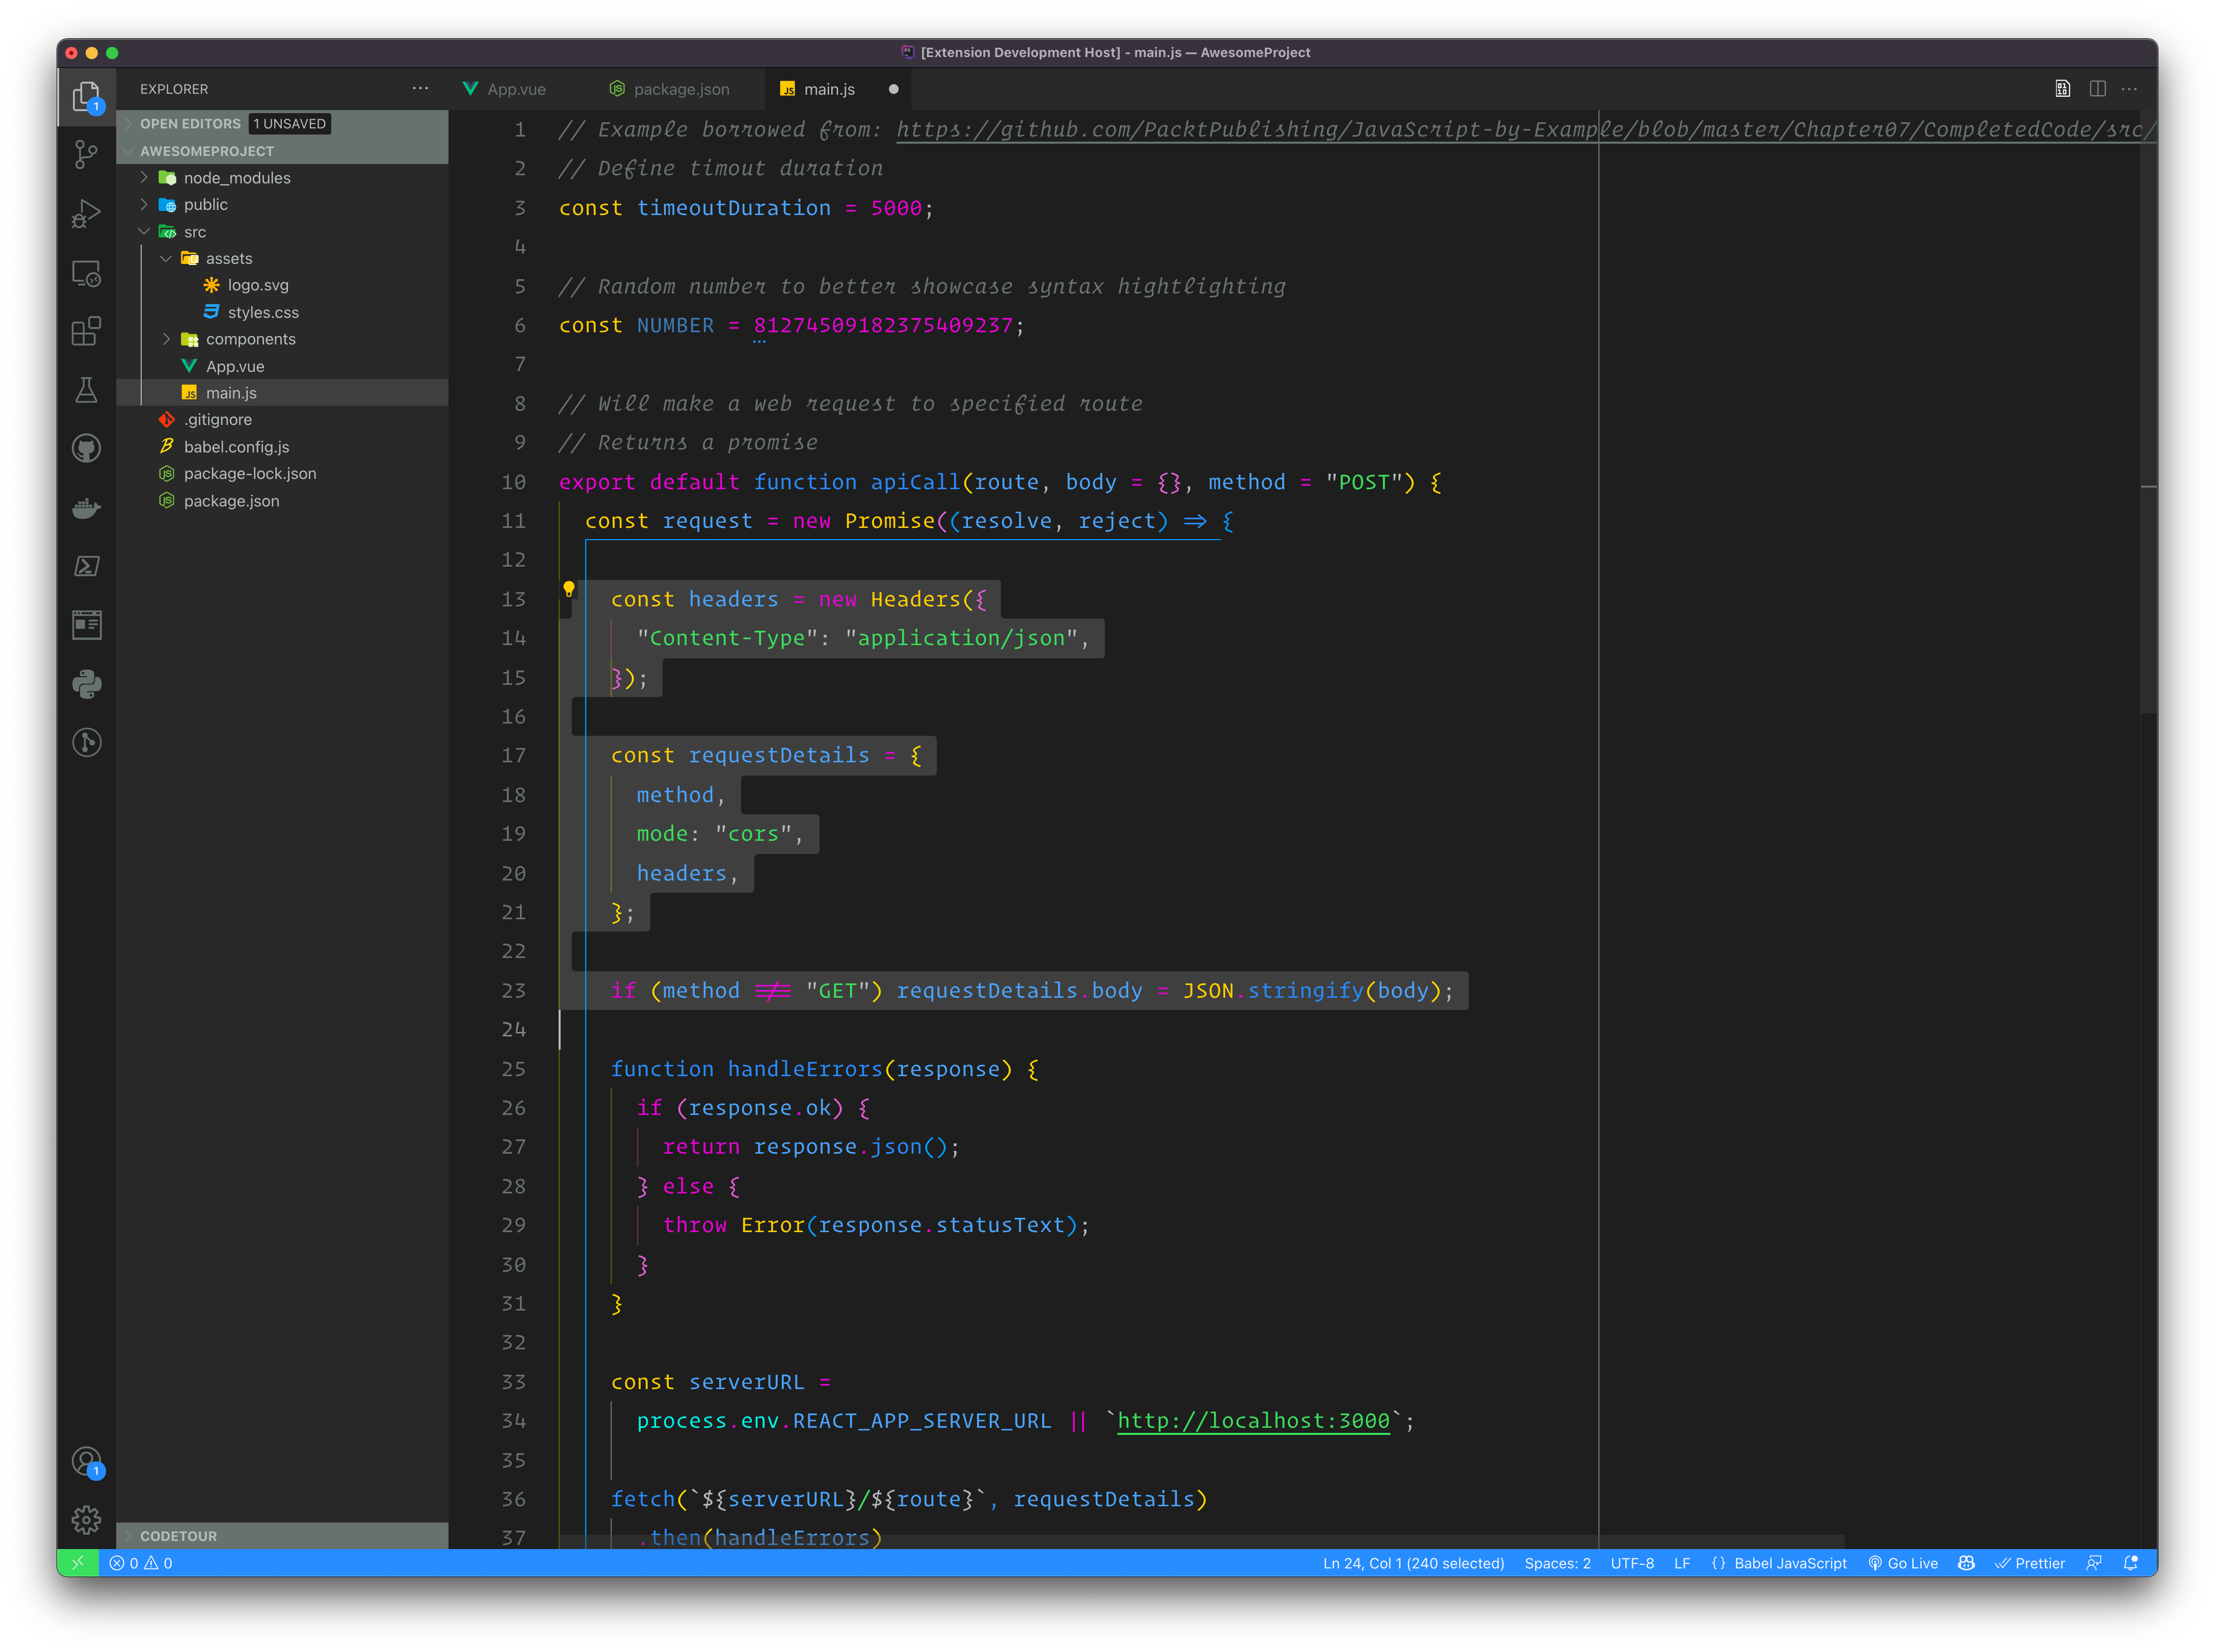 [Extension Development Host] - main.js — AwesomeProject
EXPLORER
App.vue
package.json
main.js
OPEN EDITORS 1 UNSAVED
AWESOMEPROJECT
node_modules
public
src
assets
logo.svg
styles.css
components
App.vue
main.js
.gitignore
babel.config.js
package-lock.json
package.json
CODETOUR
1 // Example borrowed from: https://github.com/PacktPublishing/JavaScript-by-Example/blob/master/Chapter07/CompletedCode/src/
2 // Define timout duration
3 const timeoutDuration = 5000;
4
5 // Random number to better showcase syntax hightlighting
6 const NUMBER = 81274509182375409237;
7
8 // Will make a web request to specified route
9 // Returns a promise
10 export default function apiCall(route, body = {}, method = "POST") {
11 const request = new Promise((resolve, reject) => {
12
13 const headers = new Headers({
14 "Content-Type": "application/json",
15 });
16
17 const requestDetails = {
18 method,
19 mode: "cors",
20 headers,
21 };
22
23 if (method !== "GET") requestDetails.body = JSON.stringify(body);
24
25 function handleErrors(response) {
26 if (response.ok) {
27 return response.json();
28 } else {
29 throw Error(response.statusText);
30 }
31 }
32
33 const serverURL =
34 process.env.REACT_APP_SERVER_URL || `http://localhost:3000`;
35
36 fetch(`${serverURL}/${route}`, requestDetails)
37 .then(handleErrors)
0 0 Ln 24, Col 1 (240 selected) Spaces: 2 UTF-8 LF {} Babel JavaScript Go Live Prettier